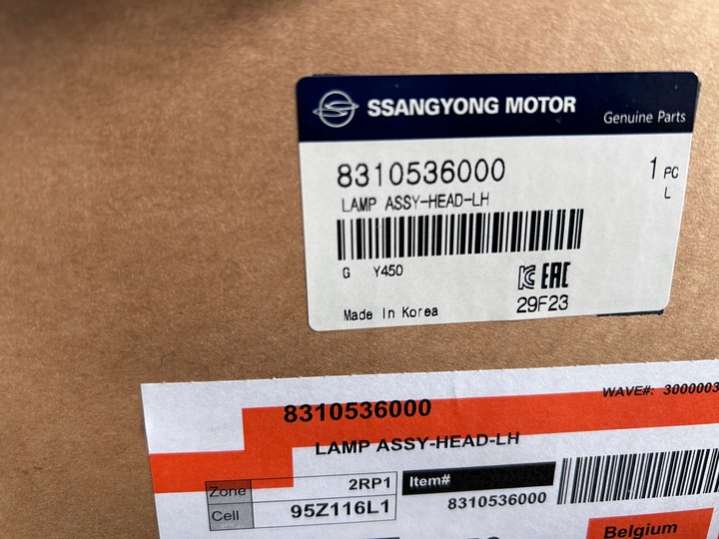 SSANGYONG MOTOR Genuine Parts
8310536000 1 PC
LAMP ASSY-HEAD-LH L
G Y450
EAC
Made In Korea 29F23
WAVE#: 3000003
8310536000
LAMP ASSY-HEAD-LH
Zone 2RP1 Item#
Cell 95Z116L1 8310536000
Belgium